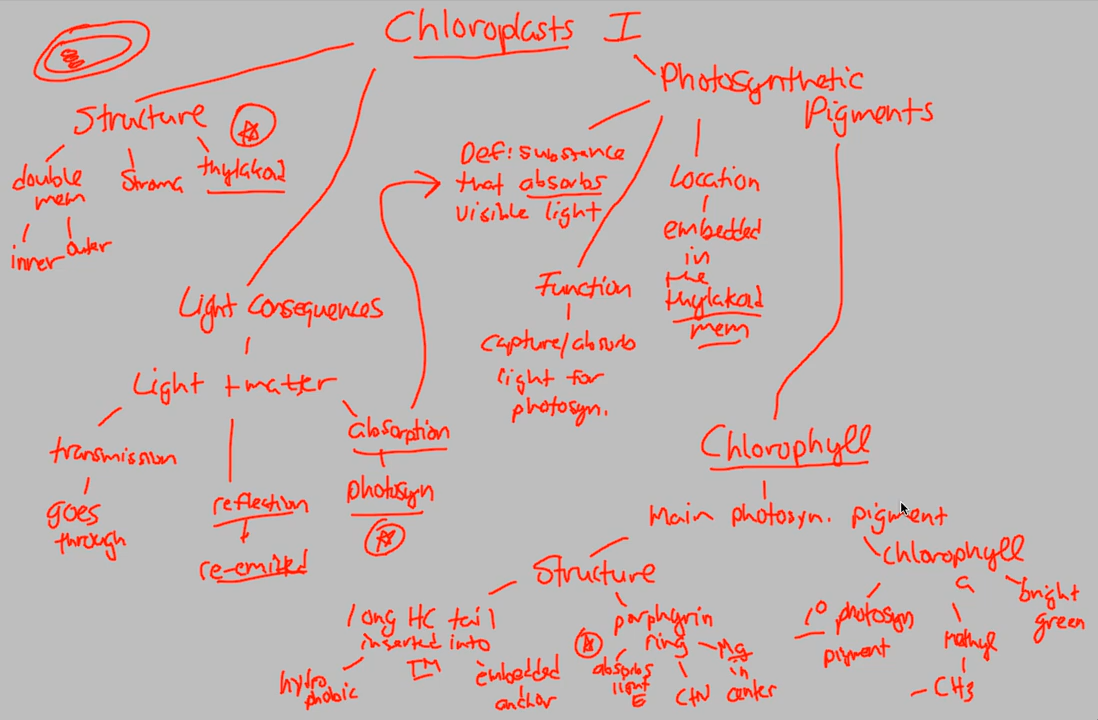 Chloroplasts I
Structure
double
mem
inner
outer
Stroma
thylakoid
Light Consequences
Light + matter
transmission
goes
through
reflection
re-emitted
absorption
photosyn
Photosynthetic
Pigments
Def: substance
that absorbs
visible light
Function
Capture/absorb
light for
photosyn.
Location
embedded
in
the
thylakoid
mem
Chlorophyll
Main photosyn. pigment
Structure
long HC tail
inserted into
TM
hydro
phobic
embedded
anchor
porphyrin
ring
absorbs
light
E
C+N
Mg
in
center
chlorophyll
a
1° photosyn
pigment
Methyl
-CH3
bright
green